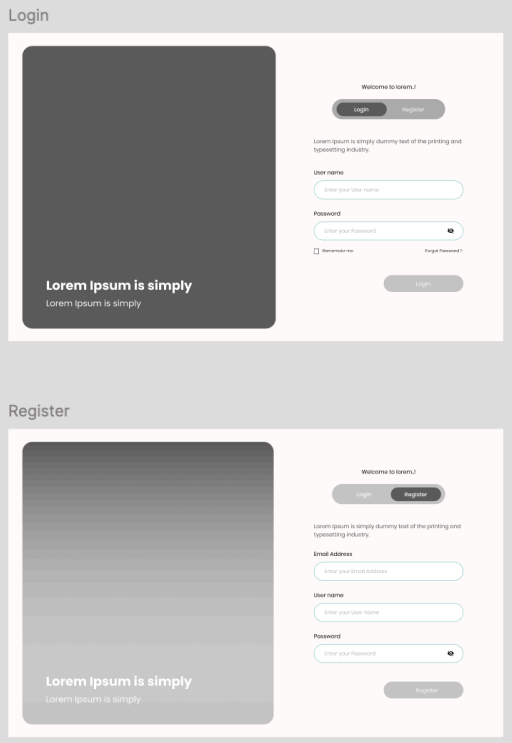 Login
Welcome to lorem..!
Login
Register
Lorem Ipsum is simply dummy text of the printing and
typesetting industry.
User name
Enter your User name
Password
Enter your Password
Rememebr me
Forgot Password ?
Login
Lorem Ipsum is simply
Lorem Ipsum is simply
Register
Welcome to lorem..!
Login
Register
Lorem Ipsum is simply dummy text of the printing and
typesetting industry.
Email Address
Enter your Email Address
User name
Enter your User name
Password
Enter your Password
Register
Lorem Ipsum is simply
Lorem Ipsum is simply